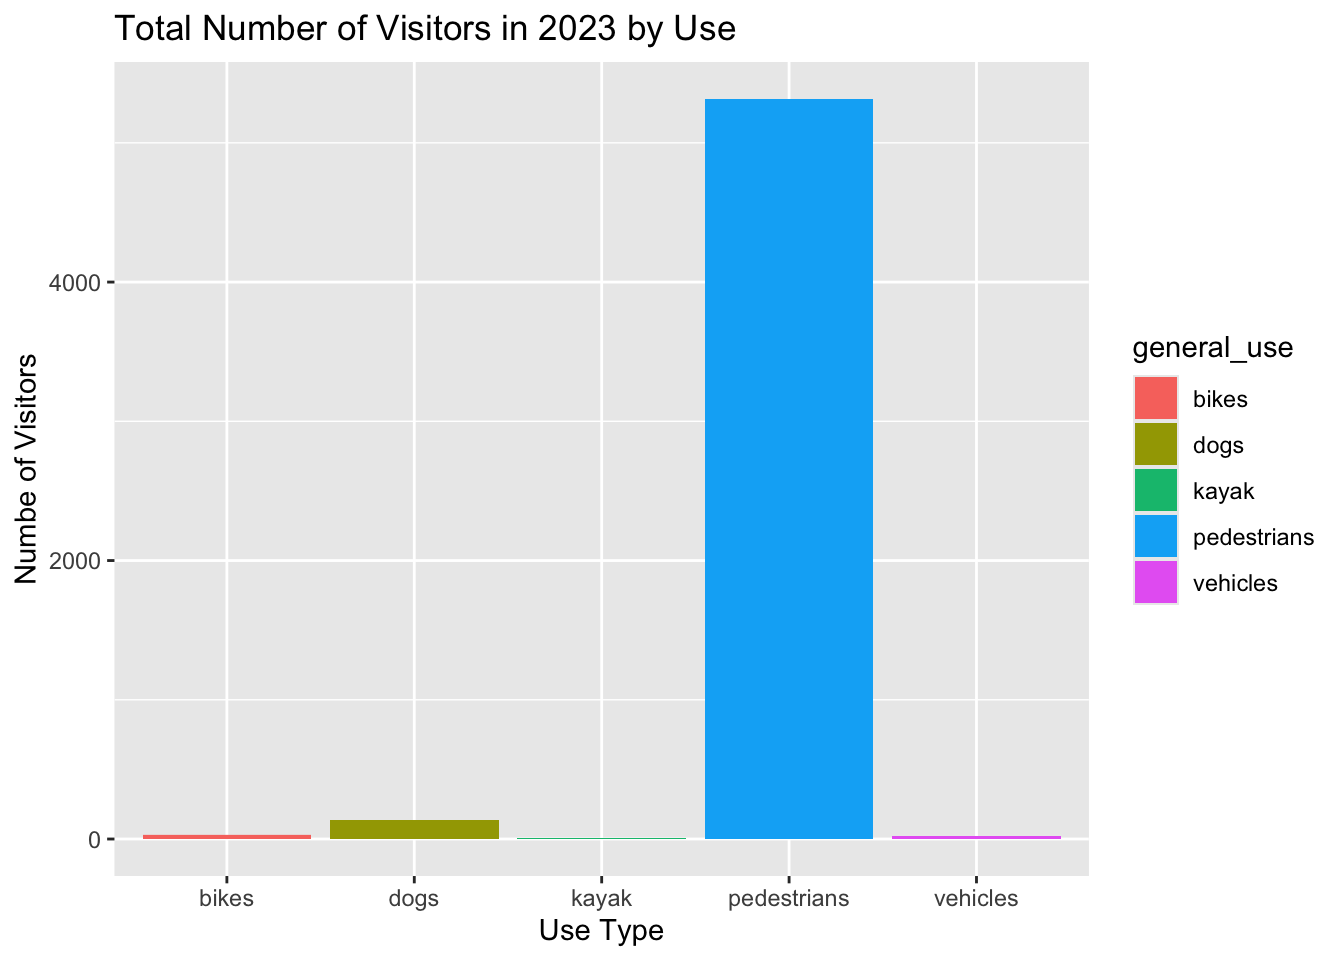 Total Number of Visitors in 2023 by Use
Numbe of Visitors
4000
2000
0
bikes
dogs
kayak
pedestrians
vehicles
Use Type
general_use
bikes
dogs
kayak
pedestrians
vehicles